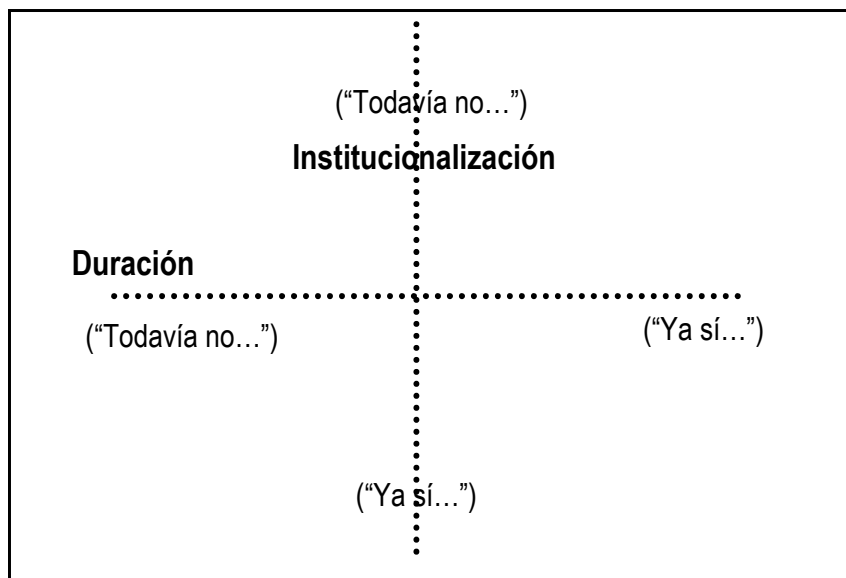 (“Todavía no…”)
Institucionalización
Duración
(“Todavía no…”)
(“Ya sí…”)
(“Ya sí…”)